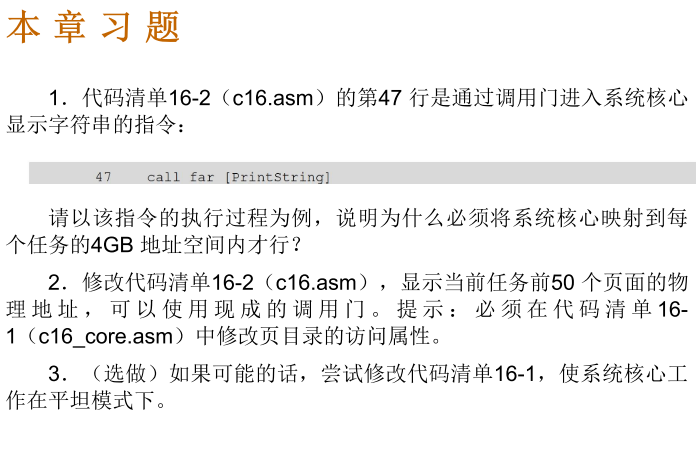 本章习题
1．代码清单16-2（c16.asm）的第47 行是通过调用门进入系统核心
显示字符串的指令：
47 call far [PrintString]
请以该指令的执行过程为例，说明为什么必须将系统核心映射到每
个任务的4GB 地址空间内才行？
2．修改代码清单16-2（c16.asm），显示当前任务前50 个页面的物
理地址，可以使用现成的调用门。提示：必须在代码清单16-
1（c16_core.asm）中修改页目录的访问属性。
3．（选做）如果可能的话，尝试修改代码清单16-1，使系统核心工
作在平坦模式下。